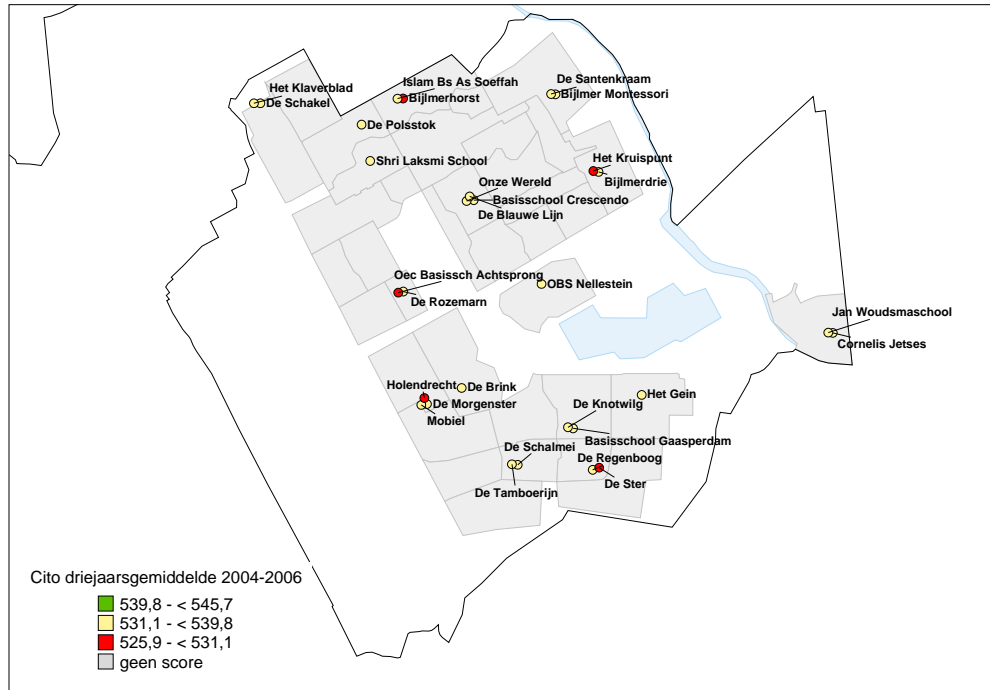 Islam Bs As Soeffah
De Santenkraam
Het Klaverblad
De Schakel
Bijlmerhorst
Bijlmer Montessori
De Polsstok
Shri Laksmi School
Het Kruispunt
Bijlmerdrie
Onze Wereld
Basisschool Crescendo
De Blauwe Lijn
Oec Basissch Achtsprong
De Rozemarn
OBS Nellestein
Jan Woudsmaschool
Cornelis Jetses
Holendrecht
De Brink
De Morgenster
Mobiel
Het Gein
De Knotwilg
Basisschool Gaasperdam
De Schalmei
De Regenboog
De Ster
De Tamboerijn
Cito driejaarsgemiddelde 2004-2006
539,8 - < 545,7
531,1 - < 539,8
525,9 - < 531,1
geen score